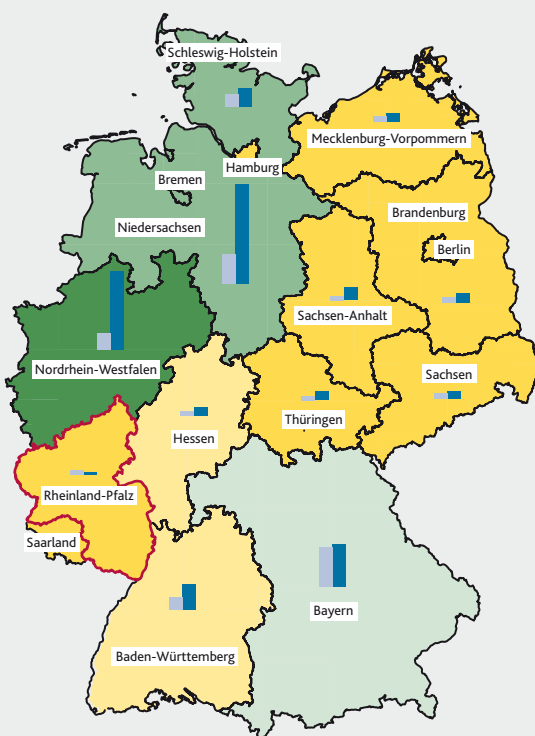 Schleswig-Holstein
Mecklenburg-Vorpommern
Hamburg
Bremen
Brandenburg
Niedersachsen
Berlin
Sachsen-Anhalt
Nordrhein-Westfalen
Sachsen
Thüringen
Hessen
Rheinland-Pfalz
Saarland
Bayern
Baden-Württemberg